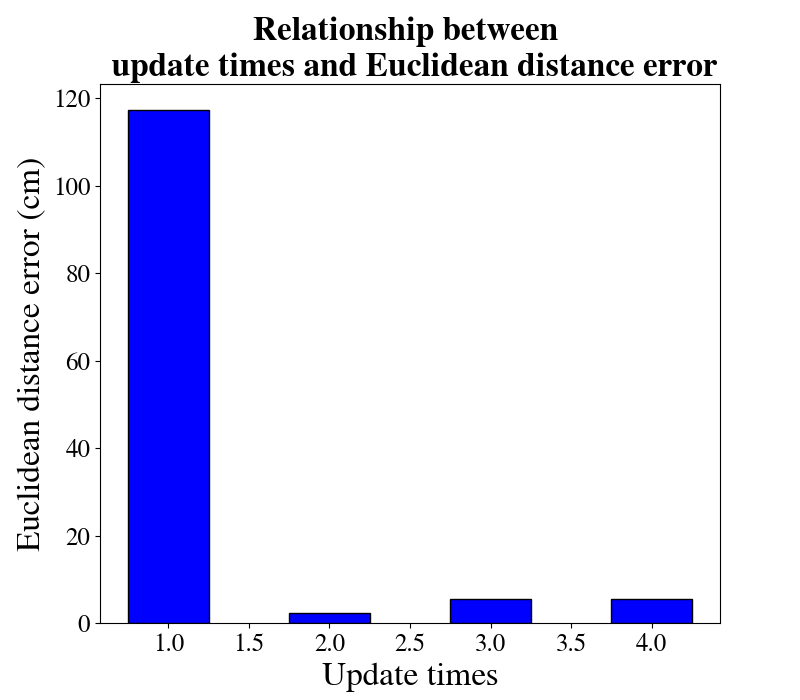 Relationship between
update times and Euclidean distance error
Euclidean distance error (cm)
120
100
80
60
40
20
0
1.0 1.5 2.0 2.5 3.0 3.5 4.0
Update times